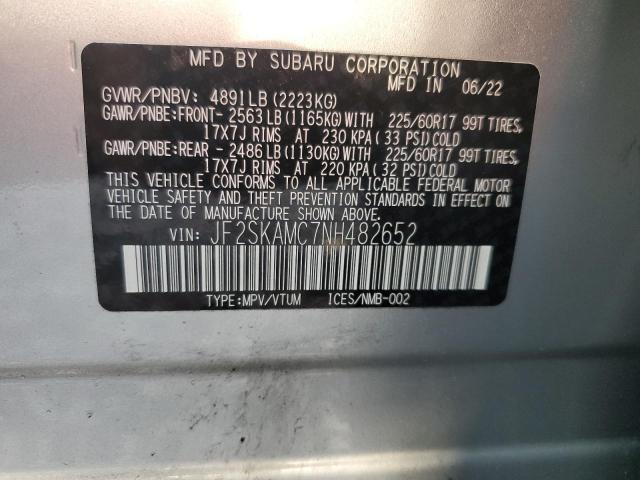 MFD BY SUBARU CORPORATION
MFD IN 06/22
GVWR/PNBV: 4891LB (2223KG)
GAWR/PNBE:FRONT- 2563LB (1165KG) WITH 225/60R17 99T TIRES,
17X7J RIMS AT 230 KPA (33 PSI) COLD
GAWR/PNBE:REAR - 2486LB (1130KG) WITH 225/60R17 99T TIRES,
17X7J RIMS AT 220 KPA (32 PSI) COLD
THIS VEHICLE CONFORMS TO ALL APPLICABLE FEDERAL MOTOR
VEHICLE SAFETY AND THEFT PREVENTION STANDARDS IN EFFECT ON
THE DATE OF MANUFACTURE SHOWN ABOVE.
VIN: JF2SKAMC7NH482652
TYPE:MPV/VTUM ICES/NMB-002